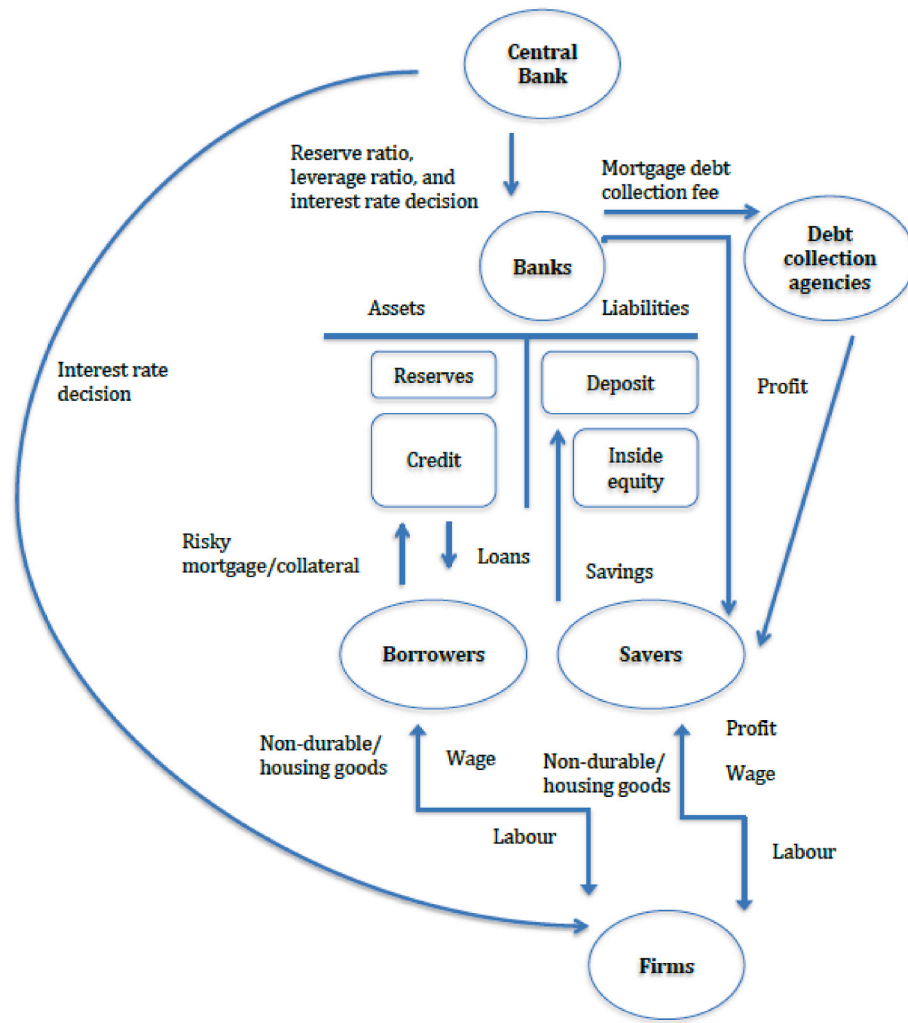 Central
Bank
Reserve ratio,
leverage ratio, and
interest rate decision
Mortgage debt
collection fee
Banks
Debt
collection
agencies
Assets
Liabilities
Interest rate
decision
Reserves
Deposit
Profit
Credit
Inside
equity
Risky
mortgage/collateral
Loans
Savings
Borrowers
Savers
Non-durable/
housing goods
Wage
Non-durable/
housing goods
Profit
Wage
Labour
Labour
Firms